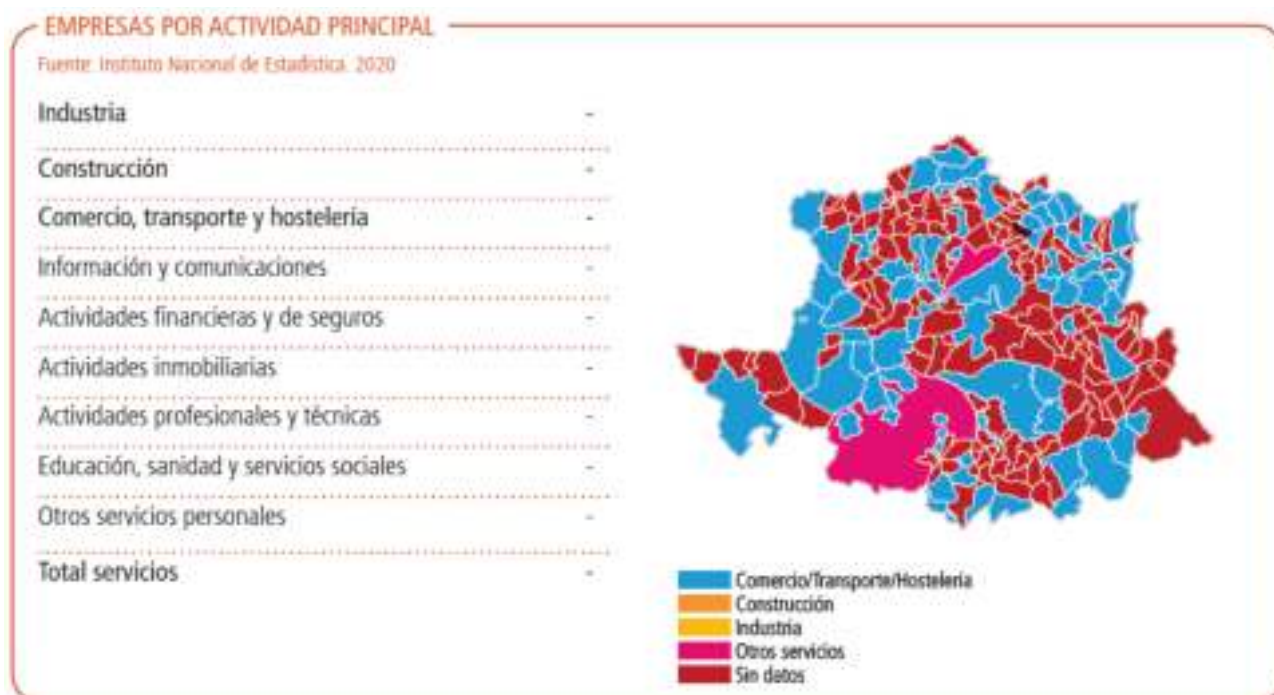 EMPRESAS POR ACTIVIDAD PRINCIPAL
Fuente: Instituto Nacional de Estadística. 2020
Industria -
Construcción -
Comercio, transporte y hostelería -
Información y comunicaciones -
Actividades financieras y de seguros -
Actividades inmobiliarias -
Actividades profesionales y técnicas -
Educación, sanidad y servicios sociales -
Otros servicios personales -
Total servicios -
Comercio/Transporte/Hostelería
Construcción
Industria
Otros servicios
Sin datos